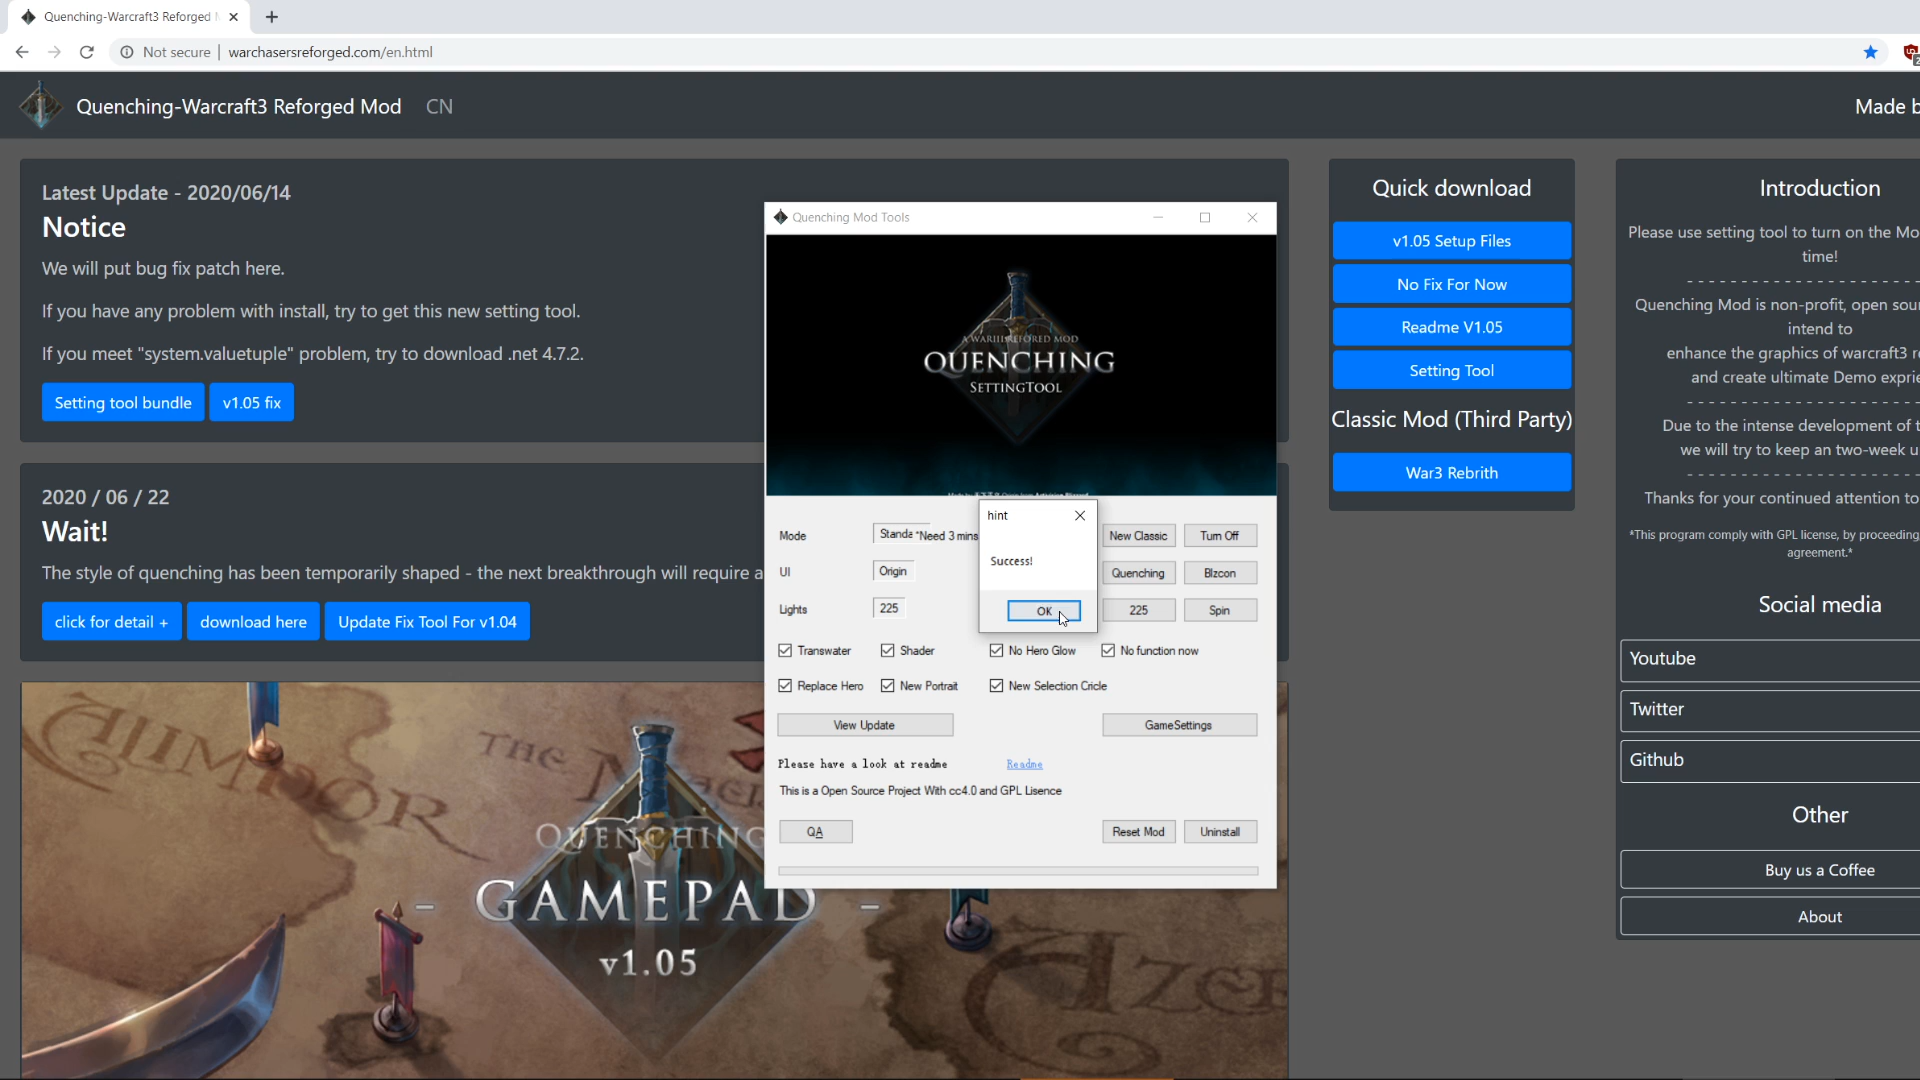 Quenching-Warcraft3 Reforged
Not secure | warchasersreforged.com/en.html
Quenching-Warcraft3 Reforged Mod CN
Made b
Latest Update - 2020/06/14
Notice
We will put bug fix patch here.
If you have any problem with install, try to get this new setting tool.
If you meet "system.valuetuple" problem, try to download .net 4.7.2.
Setting tool bundle
v1.05 fix
2020 / 06 / 22
Wait!
The style of quenching has been temporarily shaped - the next breakthrough will require a
click for detail +
download here
Update Fix Tool For v1.04
THE
QUENCHING
- GAMEPAD -
v1.05
Quenching Mod Tools
A WARIII REFORED MOD
QUENCHING
SETTINGTOOL
Mode
Standa
*Need 3 mins
New Classic
Turn Off
UI
Origin
Quenching
Blzcon
Lights
225
225
Spin
hint
Success!
OK
Transwater
Shader
No Hero Glow
No function now
Replace Hero
New Portrait
New Selection Cricle
View Update
GameSettings
Please have a look at readme
Readme
This is a Open Source Project With cc4.0 and GPL Lisence
QA
Reset Mod
Uninstall
Quick download
v1.05 Setup Files
No Fix For Now
Readme V1.05
Setting Tool
Classic Mod (Third Party)
War3 Rebrith
Introduction
Please use setting tool to turn on the Mo
time!
- - - - - - - - - - - - - - - - - - - -
Quenching Mod is non-profit, open sour
intend to
enhance the graphics of warcraft3 re
and create ultimate Demo exprie
- - - - - - - - - - - - - - - - - - - -
Due to the intense development of t
we will try to keep an two-week u
- - - - - - - - - - - - - - - - - - - -
Thanks for your continued attention to
*This program comply with GPL license, by proceeding,
agreement.*
Social media
Youtube
Twitter
Github
Other
Buy us a Coffee
About